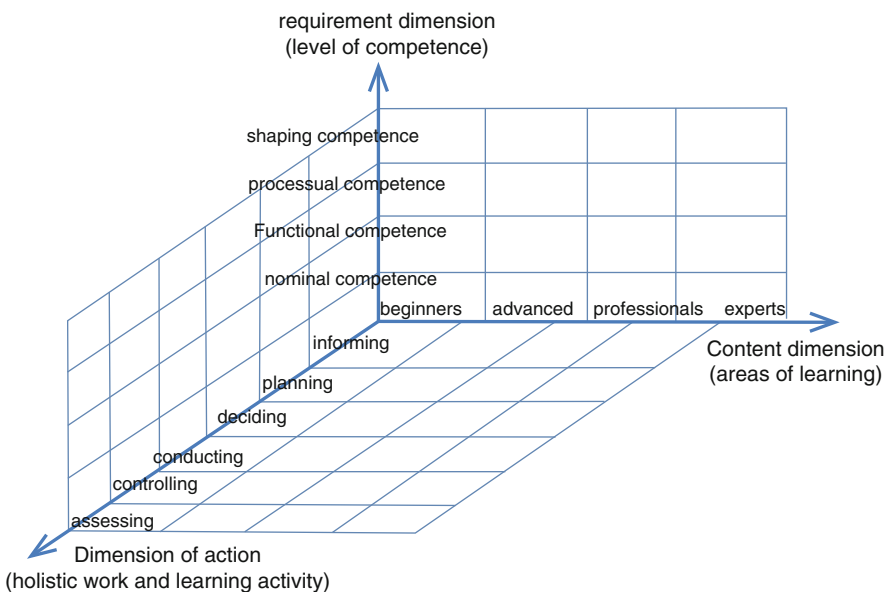 requirement dimension
(level of competence)
shaping competence
processual competence
Functional competence
nominal competence
beginners advanced professionals experts
informing
Content dimension
(areas of learning)
planning
deciding
conducting
controlling
assessing
Dimension of action
(holistic work and learning activity)